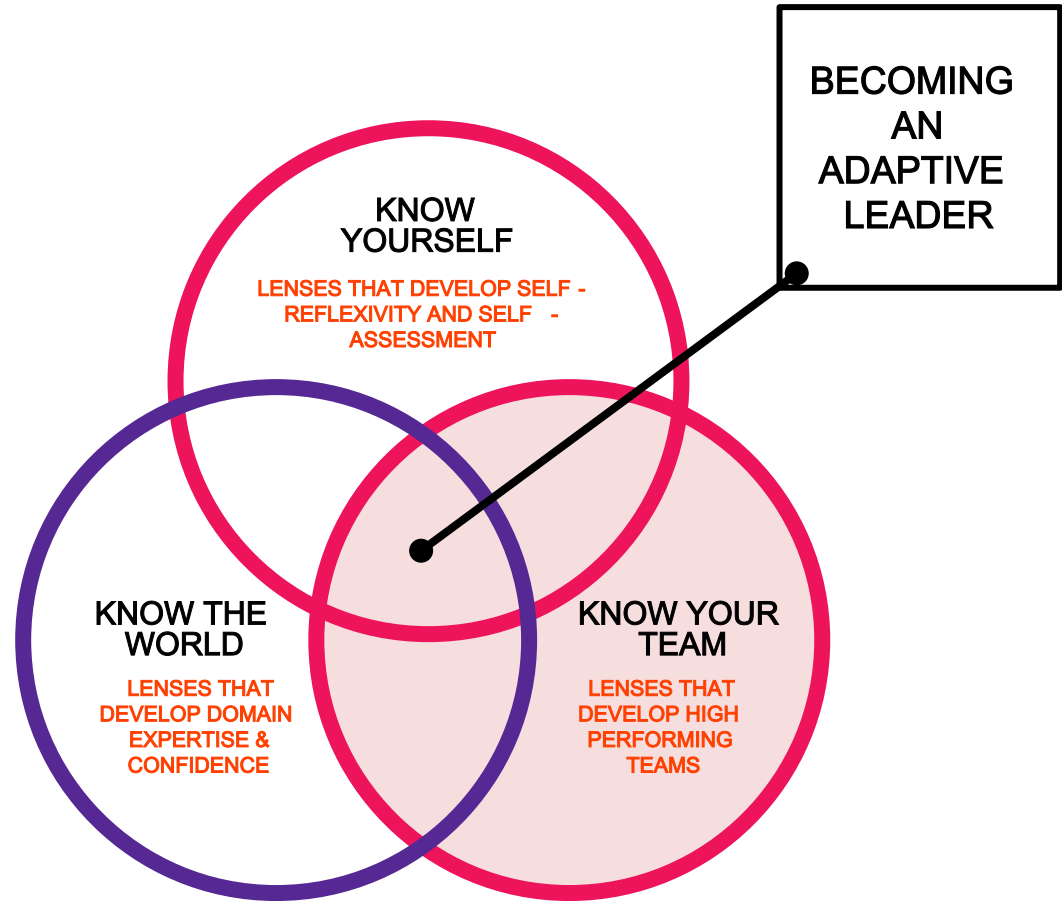 BECOMING
AN
ADAPTIVE
LEADER
KNOW
YOURSELF
LENSES THAT DEVELOP SELF -
REFLEXIVITY AND SELF -
ASSESSMENT
KNOW THE
WORLD
LENSES THAT
DEVELOP DOMAIN
EXPERTISE &
CONFIDENCE
KNOW YOUR
TEAM
LENSES THAT
DEVELOP HIGH
PERFORMING
TEAMS